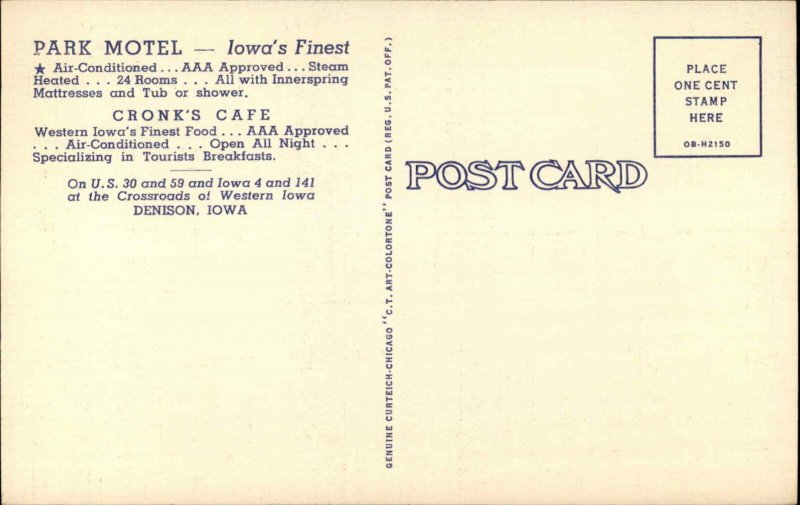 PARK MOTEL — Iowa's Finest
★ Air-Conditioned . . . AAA Approved . . . Steam
Heated . . . 24 Rooms . . . All with Innerspring
Mattresses and Tub or shower.
CRONK'S CAFE
Western Iowa's Finest Food . . . AAA Approved
. . . Air-Conditioned . . . Open All Night . . .
Specializing in Tourists Breakfasts.
On U.S. 30 and 59 and Iowa 4 and 141
at the Crossroads of Western Iowa
DENISON, IOWA
GENUINE CURTEICH-CHICAGO "C.T. ART-COLORTONE" POST CARD (REG. U.S. PAT. OFF.)
POST CARD
PLACE
ONE CENT
STAMP
HERE
OB-H2150